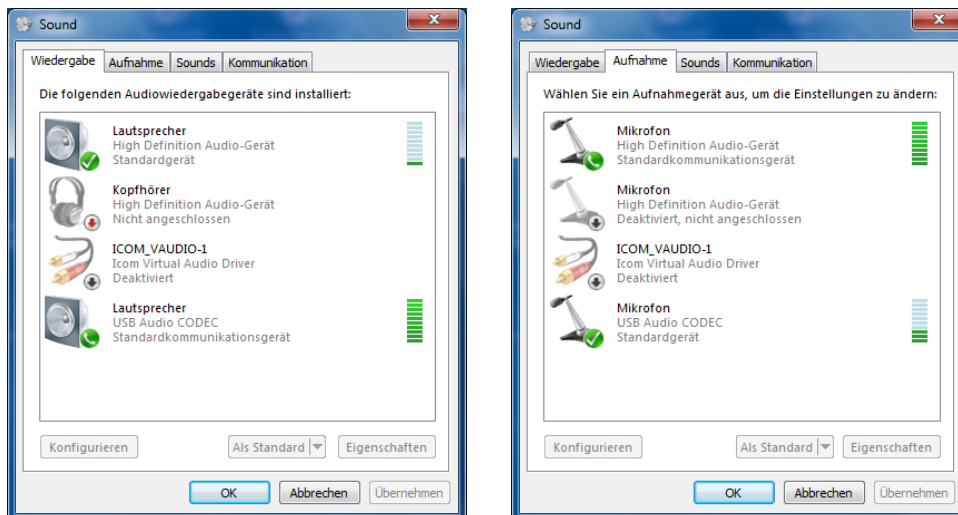 Sound
Wiedergabe Aufnahme Sounds Kommunikation
Die folgenden Audiowiedergabegeräte sind installiert:
Lautsprecher
High Definition Audio-Gerät
Standardgerät
Kopfhörer
High Definition Audio-Gerät
Nicht angeschlossen
ICOM_VAUDIO-1
Icom Virtual Audio Driver
Deaktiviert
Lautsprecher
USB Audio CODEC
Standardkommunikationsgerät
Konfigurieren Als Standard Eigenschaften
OK Abbrechen Übernehmen
Sound
Wiedergabe Aufnahme Sounds Kommunikation
Wählen Sie ein Aufnahmegerät aus, um die Einstellungen zu ändern:
Mikrofon
High Definition Audio-Gerät
Standardkommunikationsgerät
Mikrofon
High Definition Audio-Gerät
Deaktiviert, nicht angeschlossen
ICOM_VAUDIO-1
Icom Virtual Audio Driver
Deaktiviert
Mikrofon
USB Audio CODEC
Standardgerät
Konfigurieren Als Standard Eigenschaften
OK Abbrechen Übernehmen